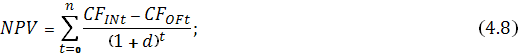 NPV = \sum_{t=0}^{n} \frac{CF_{INt} - CF_{OFt}}{(1 + d)^t}; (4.8)